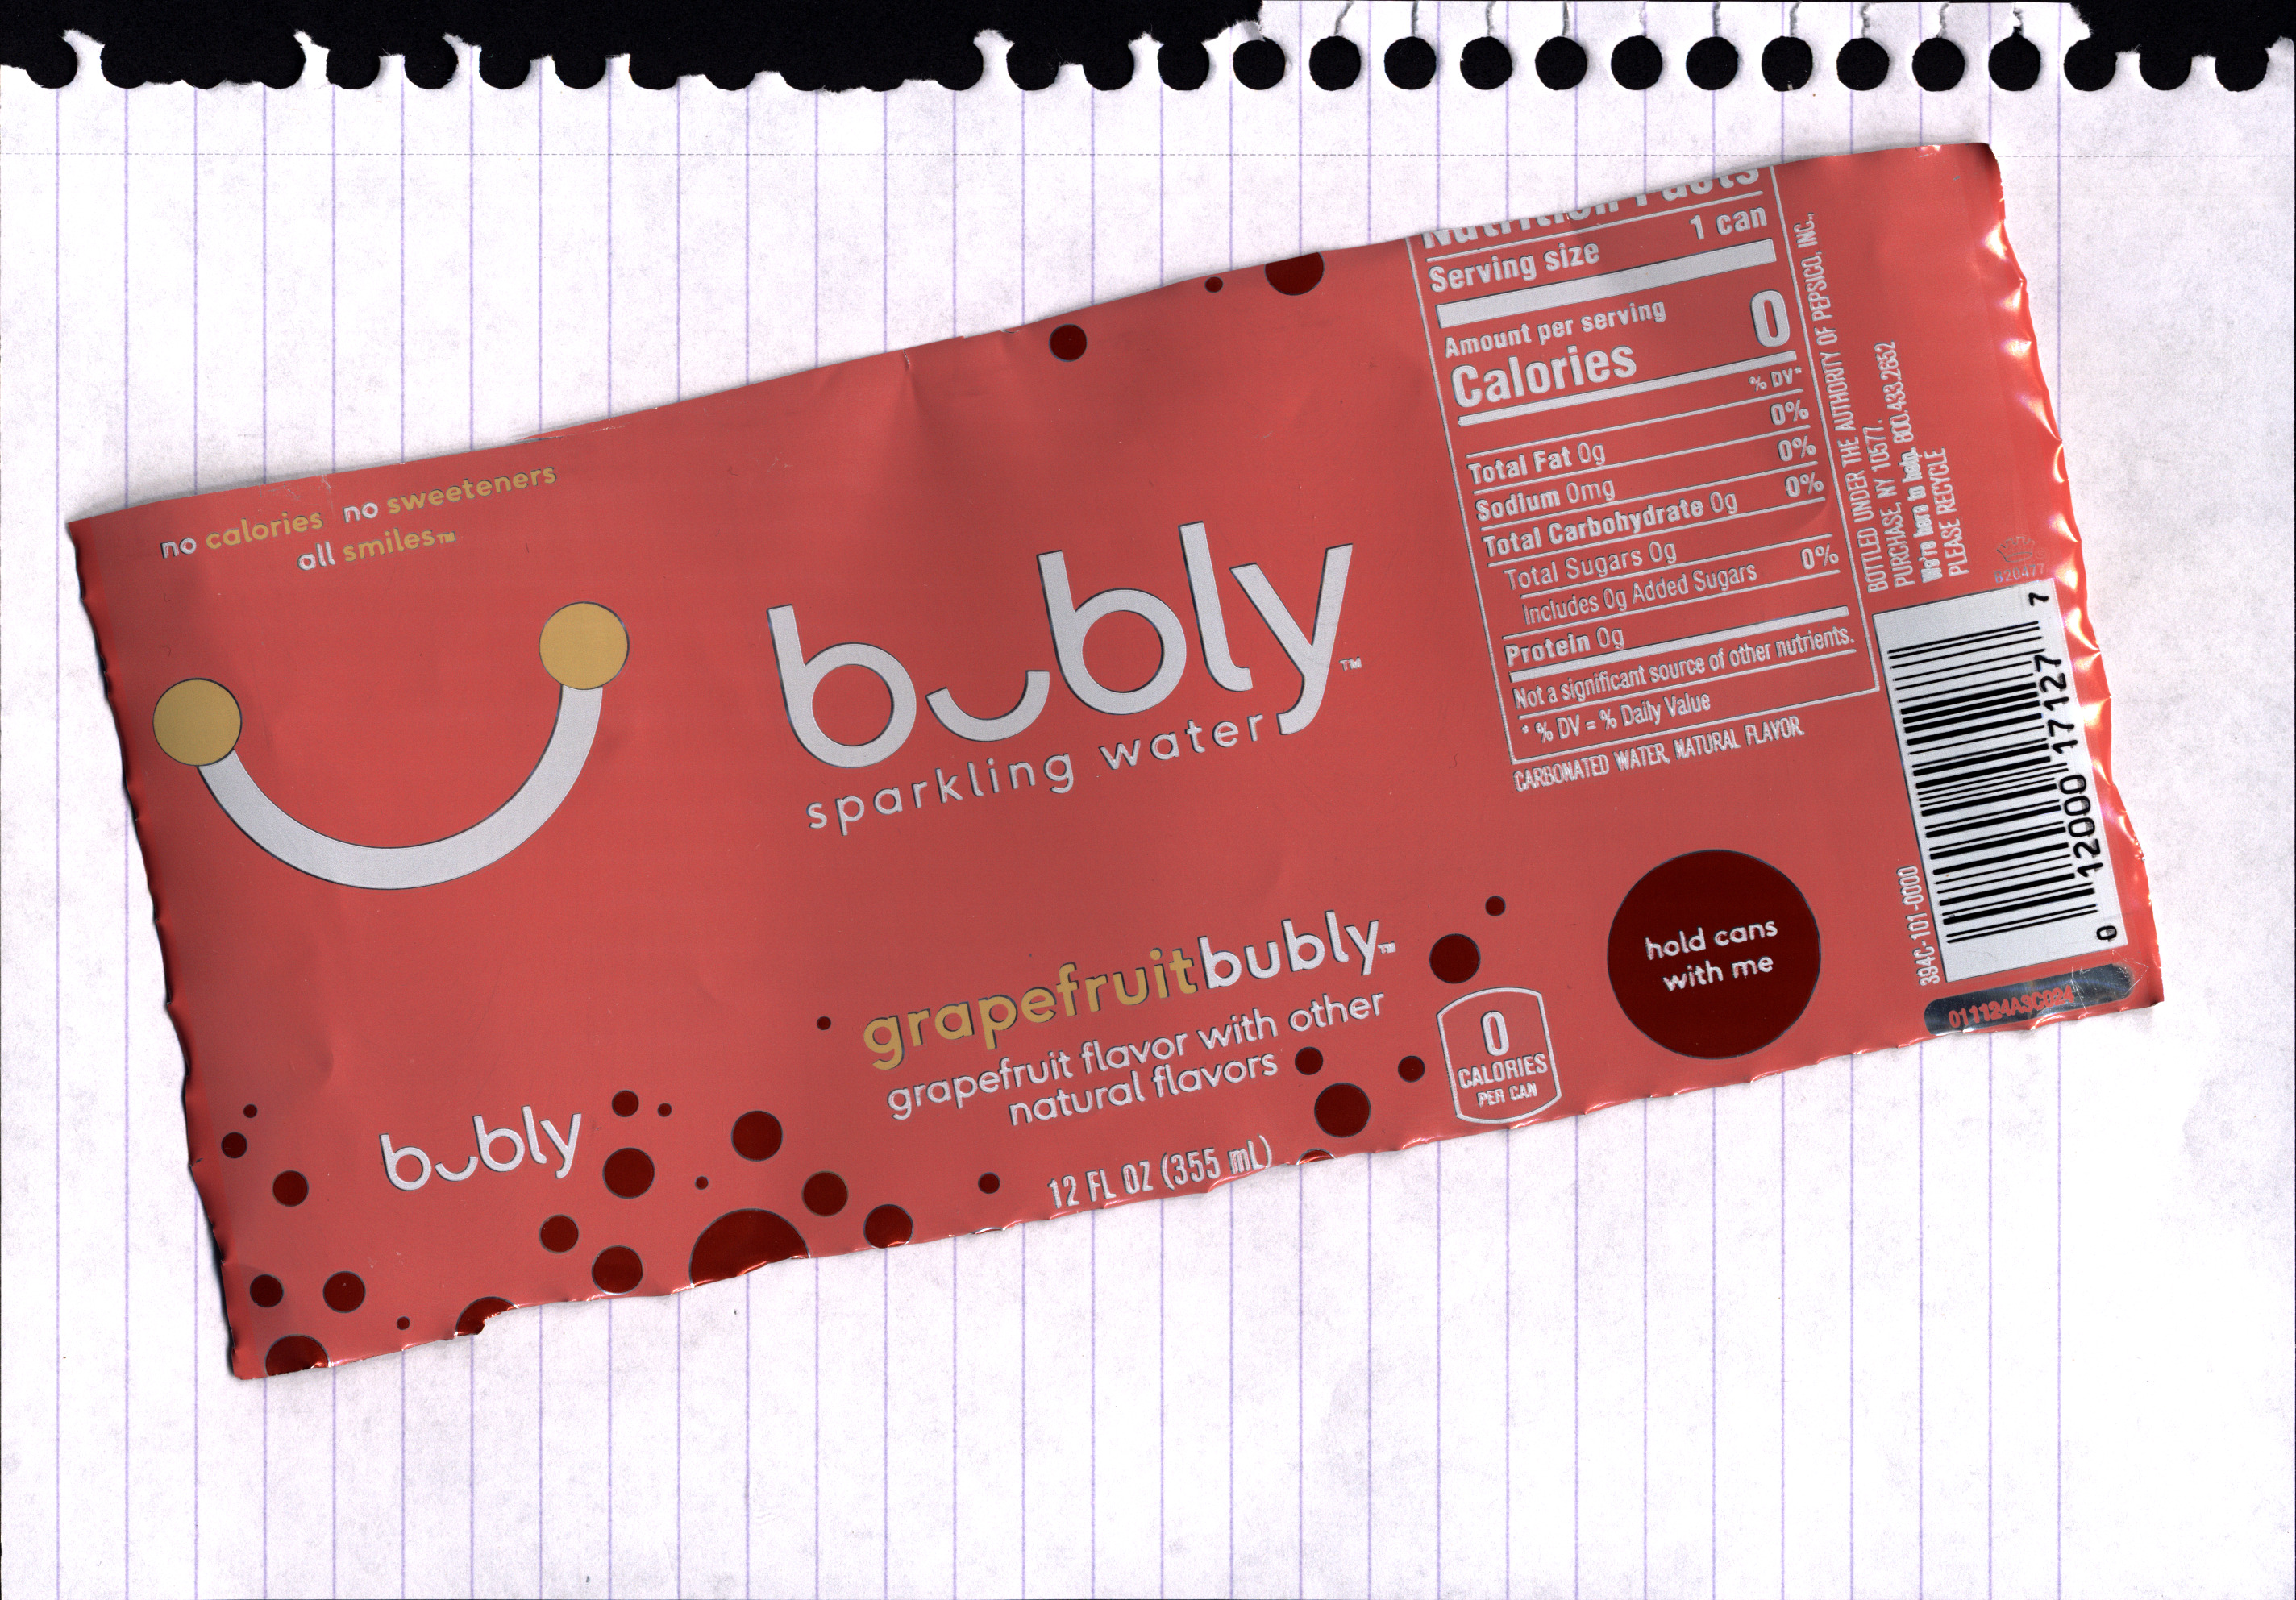 no calories no sweeteners
all smiles™
bubly
bubly™
sparkling water
grapefruitbubly™
grapefruit flavor with other
natural flavors
12 FL OZ (355 mL)
Nutrition Facts
Serving size 1 can
Amount per serving
Calories 0
% DV*
Total Fat 0g 0%
Sodium 0mg 0%
Total Carbohydrate 0g 0%
Total Sugars 0g
Includes 0g Added Sugars 0%
Protein 0g
Not a significant source of other nutrients.
* % DV = % Daily Value
CARBONATED WATER, NATURAL FLAVOR
0
CALORIES
PER CAN
hold cans
with me
BOTTLED UNDER THE AUTHORITY OF PEPSICO, INC.,
PURCHASE, NY 10577.
We're here to help. 800.433.2652
PLEASE RECYCLE
B20477
394C-101-0000
0 12000 17127 7
011124A3C024